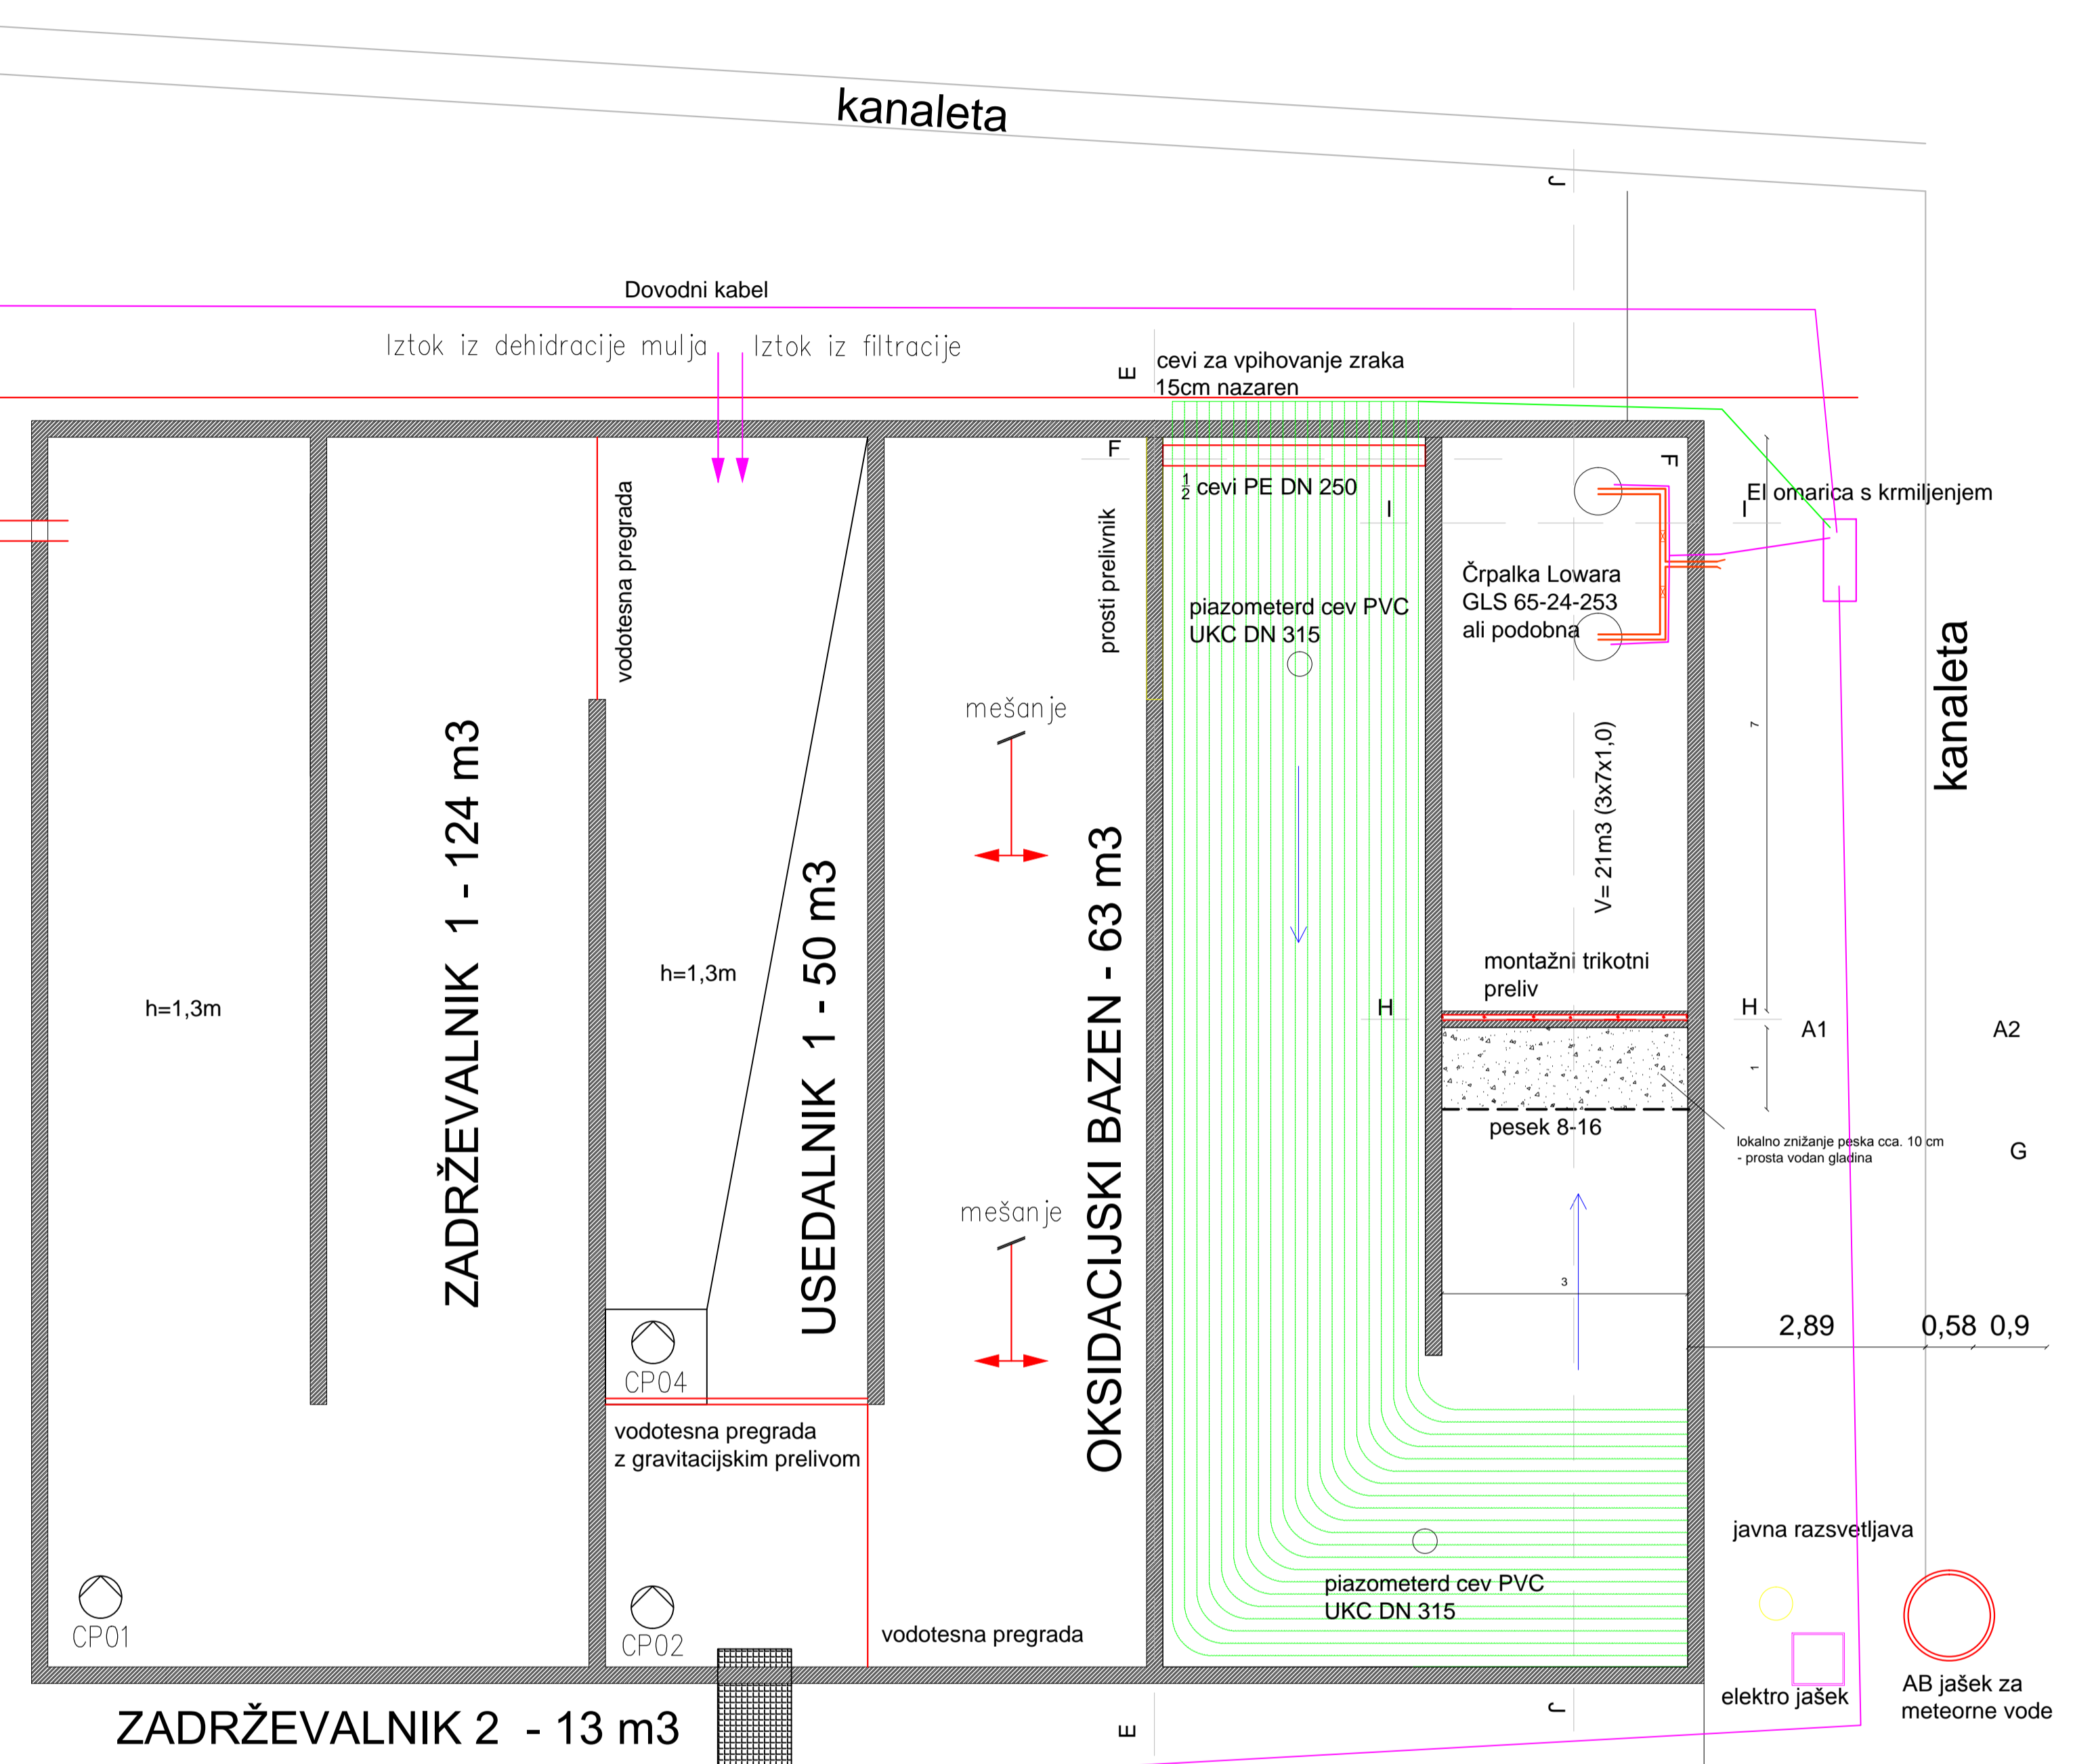 kanaleta
J
Dovodni kabel
Iztok iz dehidracije mulja
Iztok iz filtracije
E
cevi za vpihovanje zraka
15cm nazaren
F
F
1/2 cevi PE DN 250
I
I
El omarica s krmiljenjem
vodotesna pregrada
prosti prelivnik
Črpalka Lowara
GLS 65-24-253
ali podobna
piazometerd cev PVC
UKC DN 315
kanaleta
mešanje
7
V= 21m3 (3x7x1,0)
ZADRŽEVALNIK 1 - 124 m3
USEDALNIK 1 - 50 m3
OKSIDACIJSKI BAZEN - 63 m3
h=1,3m
h=1,3m
montažni trikotni
preliv
H
H
A1
A2
1
pesek 8-16
lokalno znižanje peska cca. 10 cm
- prosta vodan gladina
G
mešanje
3
2,89
0,58
0,9
CP04
vodotesna pregrada
z gravitacijskim prelivom
javna razsvetljava
piazometerd cev PVC
UKC DN 315
CP01
CP02
vodotesna pregrada
elektro jašek
AB jašek za
meteorne vode
ZADRŽEVALNIK 2 - 13 m3
E
J